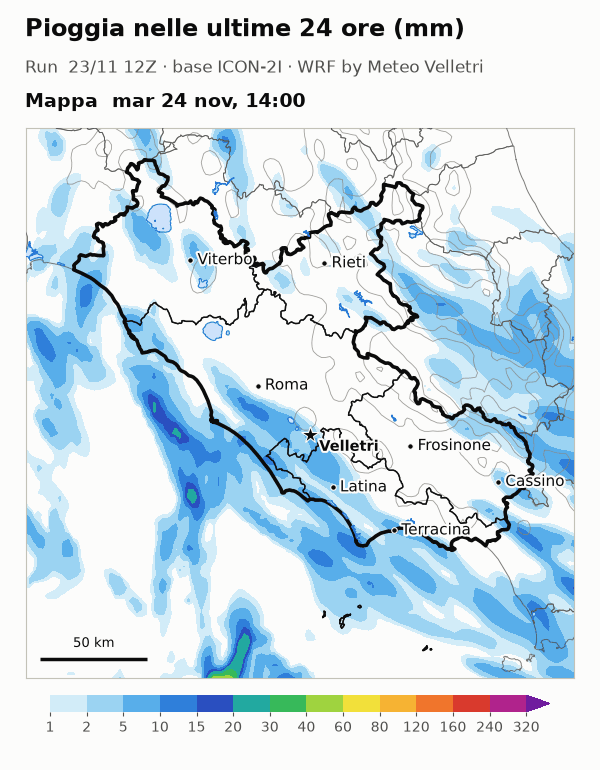 Pioggia nelle ultime 24 ore (mm)
Run  23/11 12Z · base ICON-2I · WRF by Meteo Velletri
Mappa  mar 24 nov, 14:00
Viterbo
Rieti
Roma
Velletri
Frosinone
Cassino
Latina
Terracina
50 km
1 2 5 10 15 20 30 40 60 80 120 160 240 320